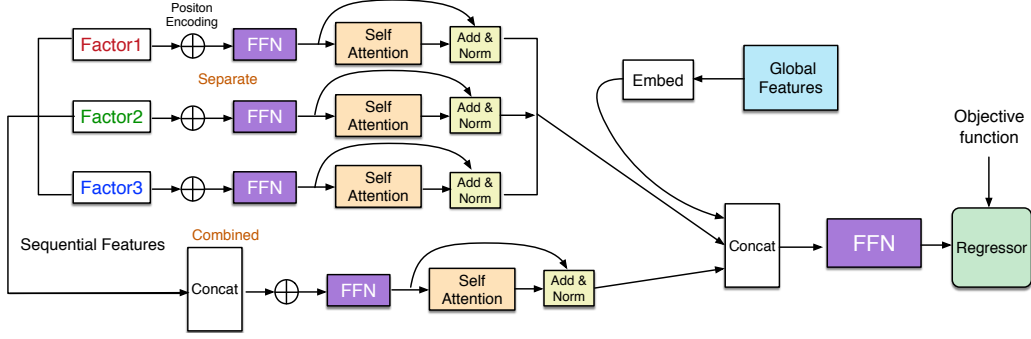 Positon
Encoding
Factor1
FFN
Self
Attention
Add &
Norm
Separate
Factor2
FFN
Self
Attention
Add &
Norm
Factor3
FFN
Self
Attention
Add &
Norm
Embed
Global
Features
Objective
function
Sequential Features
Combined
Concat
FFN
Self
Attention
Add &
Norm
Concat
FFN
Regressor